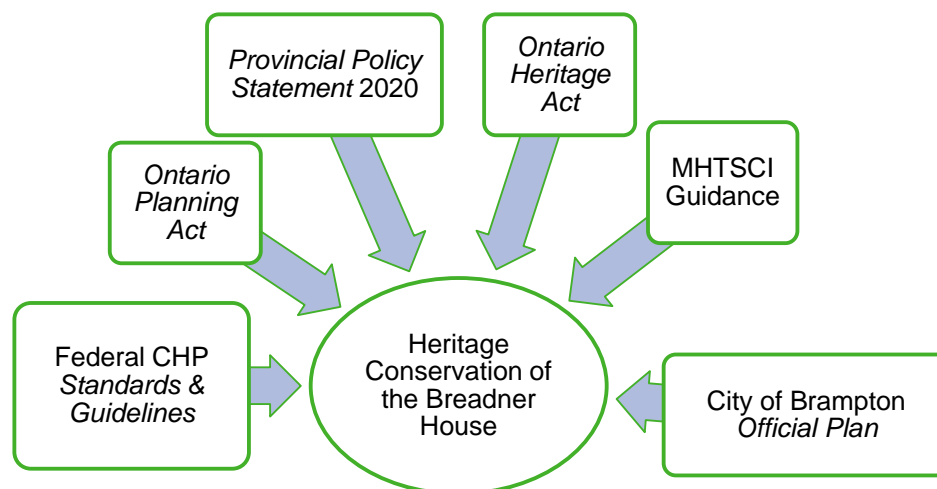 Provincial Policy
Statement 2020
Ontario
Heritage
Act
Ontario
Planning
Act
MHTSCI
Guidance
Federal CHP
Standards &
Guidelines
Heritage
Conservation of
the Breadner
House
City of Brampton
Official Plan